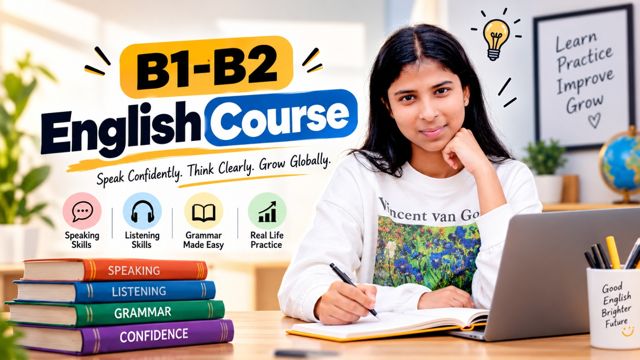 B1-B2
English Course
Speak Confidently. Think Clearly. Grow Globally.
Speaking
Skills
Listening
Skills
Grammar
Made Easy
Real Life
Practice
SPEAKING
LISTENING
GRAMMAR
CONFIDENCE
Learn
Practice
Improve
Grow
Vincent van Go
Good
English
Brighter
Future